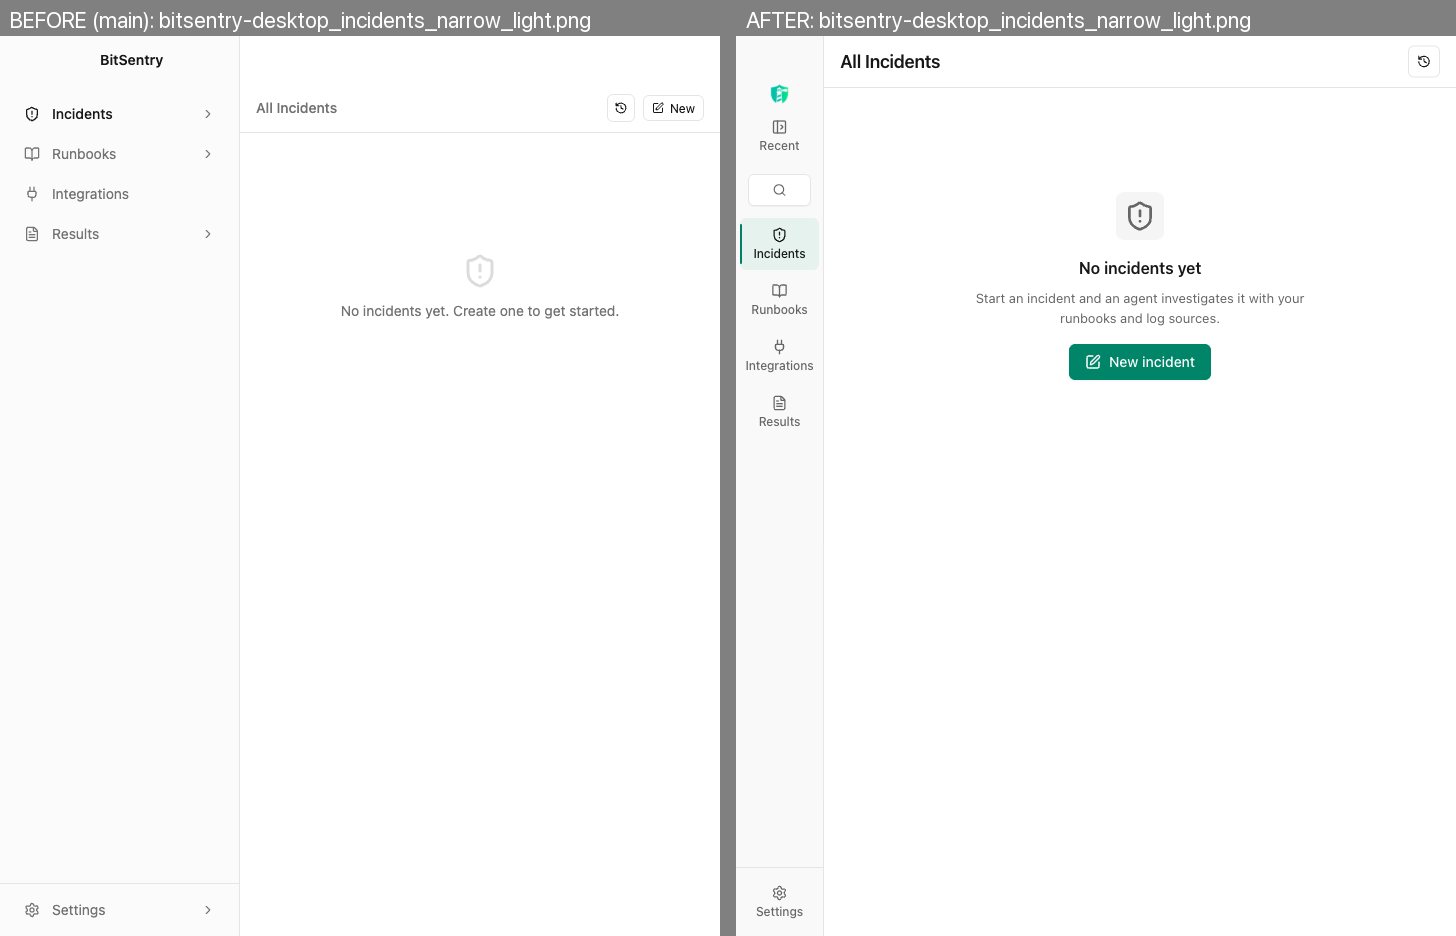 BEFORE (main): bitsentry-desktop_incidents_narrow_light.png
BitSentry
Incidents
Runbooks
Integrations
Results
Settings
All Incidents
New
No incidents yet. Create one to get started.
AFTER: bitsentry-desktop_incidents_narrow_light.png
Recent
Incidents
Runbooks
Integrations
Results
Settings
All Incidents
No incidents yet
Start an incident and an agent investigates it with your
runbooks and log sources.
New incident